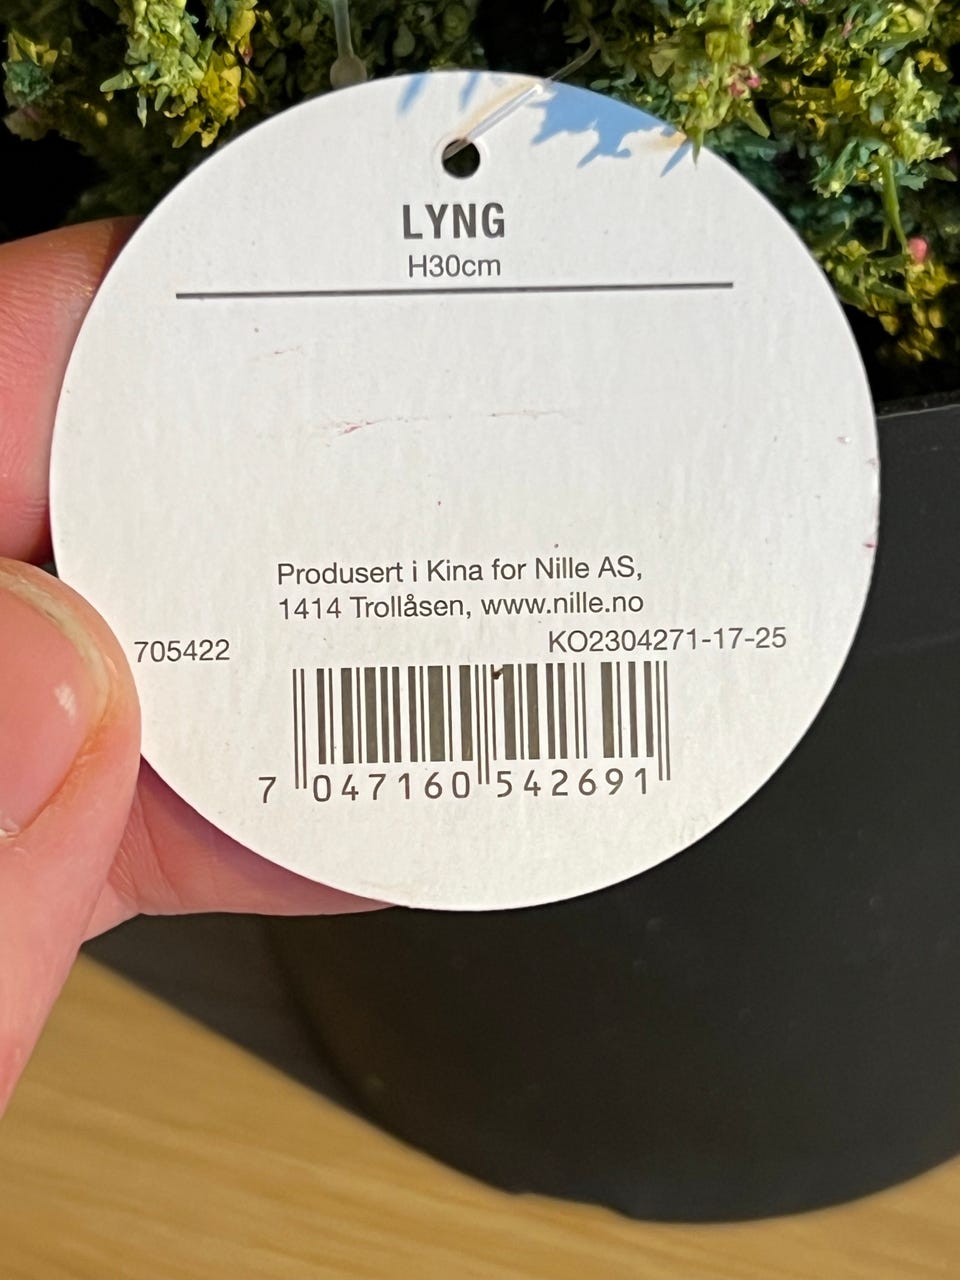 LYNG
H30cm
Produsert i Kina for Nille AS,
1414 Trollåsen, www.nille.no
705422
KO2304271-17-25
7 047160 542691